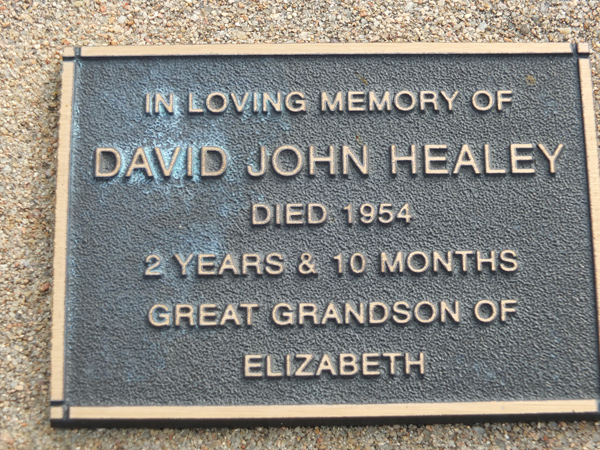 IN LOVING MEMORY OF
DAVID JOHN HEALEY
DIED 1954
2 YEARS & 10 MONTHS
GREAT GRANDSON OF
ELIZABETH